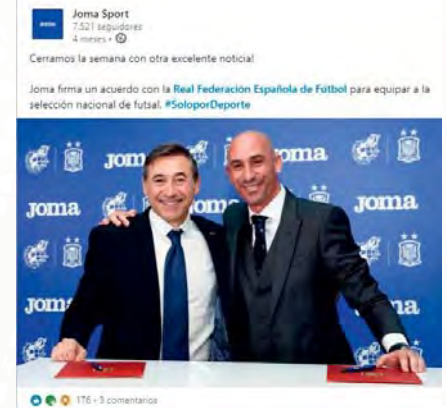 Joma Sport
7.521 seguidores
4 meses •
Cerramos la semana con otra excelente noticia!
Joma firma un acuerdo con la Real Federación Española de Fútbol para equipar a la
selección nacional de futsal. #SoloporDeporte
Joma
Joma
Joma
Joma
176 - 3 comentarios